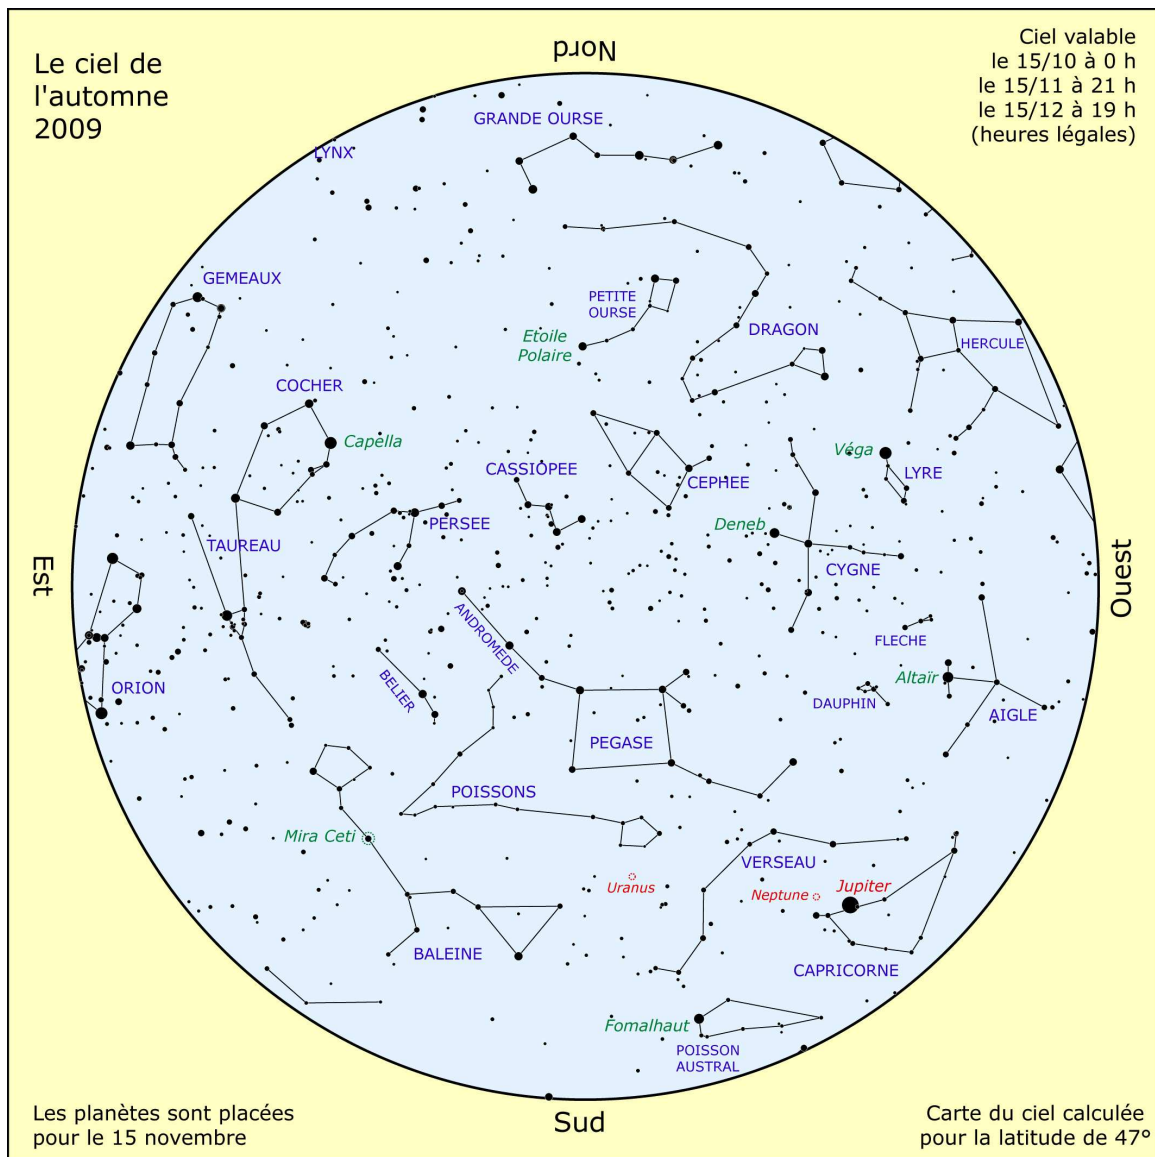 Le ciel de
l'automne
2009
Nord
Ciel valable
le 15/10 à 0 h
le 15/11 à 21 h
le 15/12 à 19 h
(heures légales)
GRANDE OURSE
LYNX
GEMEAUX
PETITE
OURSE
Etoile
Polaire
DRAGON
HERCULE
COCHER
Capella
CASSIOPEE
CEPHEE
Véga
LYRE
PERSEE
Deneb
TAUREAU
CYGNE
Est
Ouest
ANDROMEDE
FLECHE
BELIER
ORION
Altaïr
DAUPHIN
AIGLE
PEGASE
POISSONS
Mira Ceti
VERSEAU
Uranus
Neptune
Jupiter
BALEINE
CAPRICORNE
Fomalhaut
POISSON
AUSTRAL
Sud
Les planètes sont placées
pour le 15 novembre
Carte du ciel calculée
pour la latitude de 47°